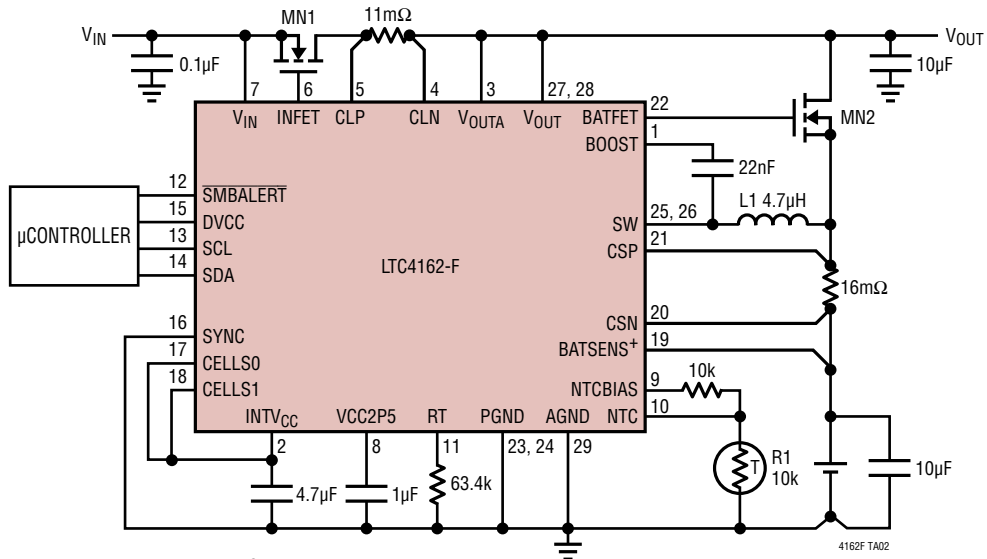 MN1
11mΩ
VIN
VOUT
0.1µF
10µF
7
6
5
4
3
27, 28
VIN
INFET
CLP
CLN
VOUTA
VOUT
BATFET
22
MN2
BOOST
1
22nF
12
SMBALERT
15
DVCC
13
SCL
14
SDA
µCONTROLLER
LTC4162-F
SW
25, 26
L1 4.7µH
CSP
21
16mΩ
CSN
20
BATSENS+
19
16
SYNC
17
CELLS0
18
CELLS1
NTCBIAS
9
10k
NTC
10
INTVCC
VCC2P5
RT
PGND
AGND
2
8
11
23, 24
29
4.7µF
1µF
63.4k
T
R1
10k
10µF
4162F TA02